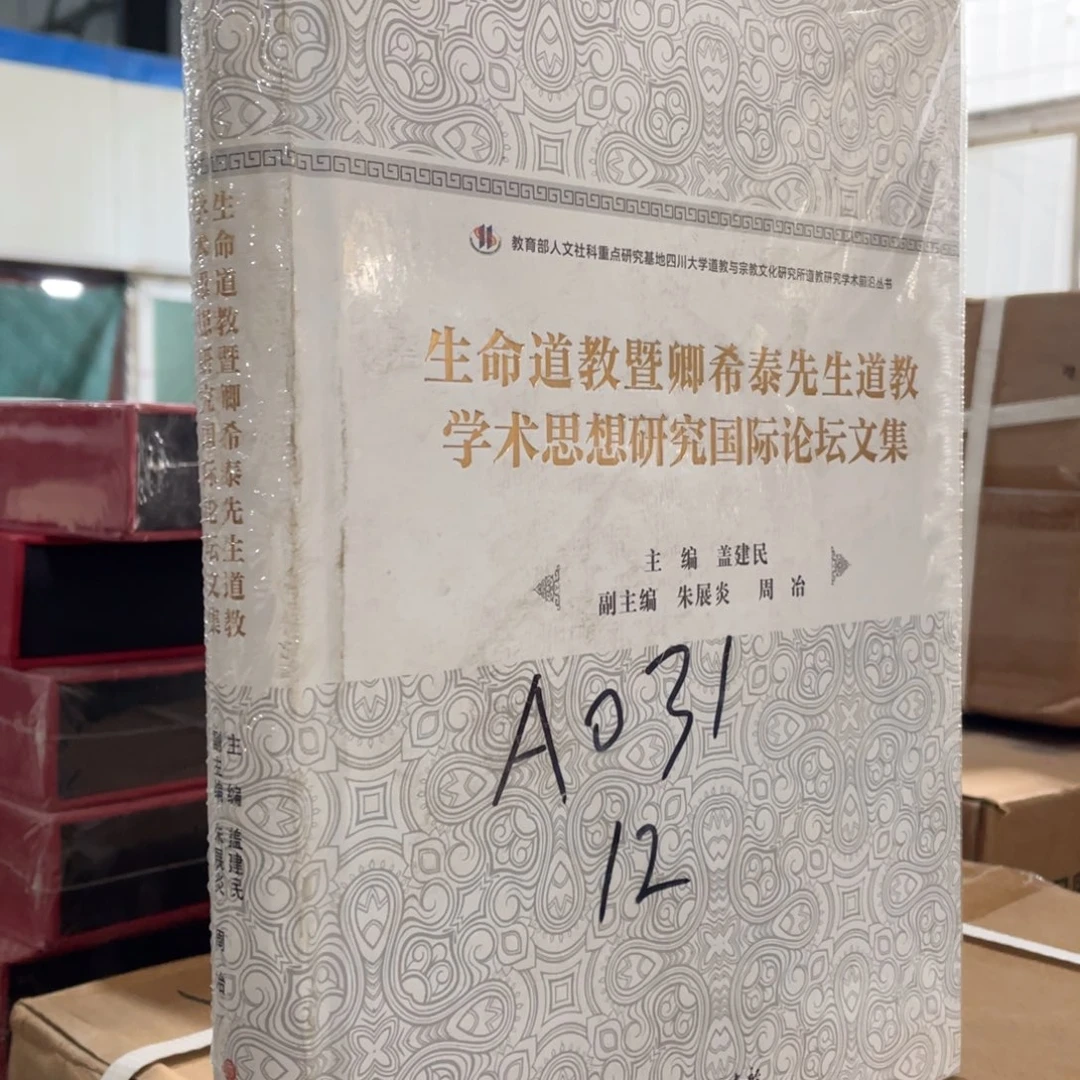 教育部人文社科重点研究基地四川大学道教与宗教文化研究所道教研究学术前沿丛书
生命道教暨卿希泰先生道教
学术思想研究国际论坛文集
主 编 盖建民
副主编 朱展炎 周 冶
A031
12
生命道教暨卿希泰先生道教
学术思想研究国际论坛文集
主 编 盖建民
副主编 朱展炎 周 冶